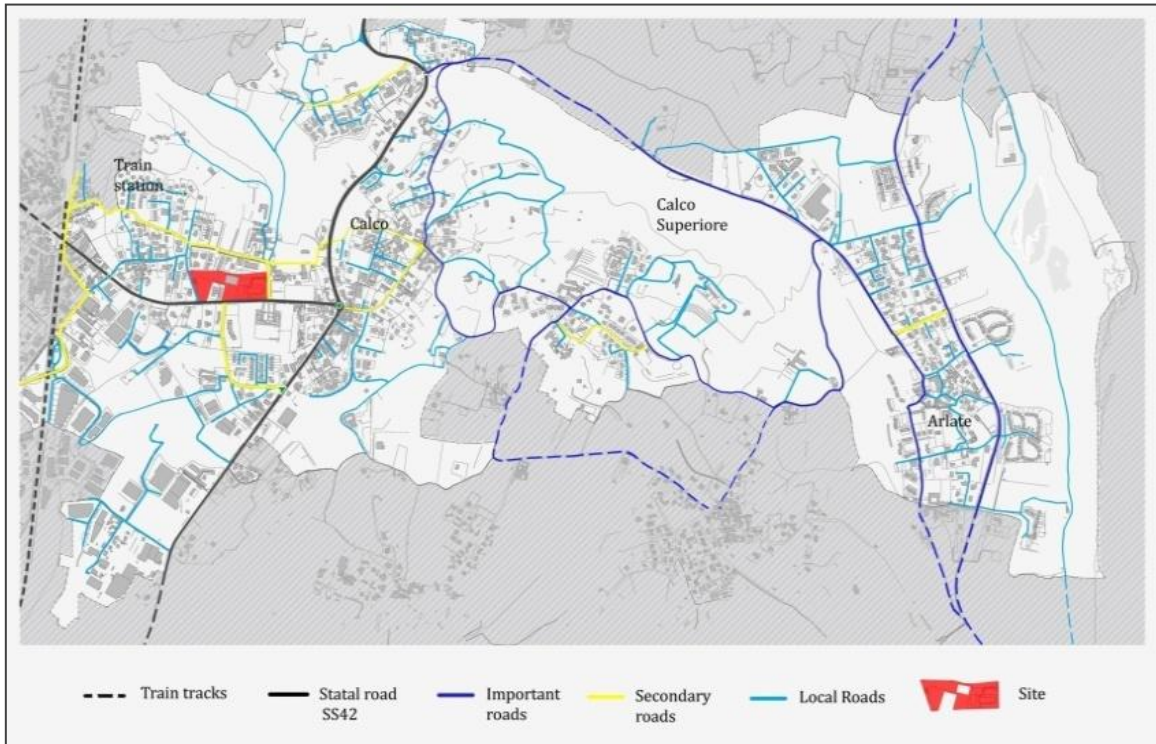 Train
station
Calco
Calco
Superiore
Arlate
Train tracks
Statal road
SS42
Important
roads
Secondary
roads
Local Roads
Site